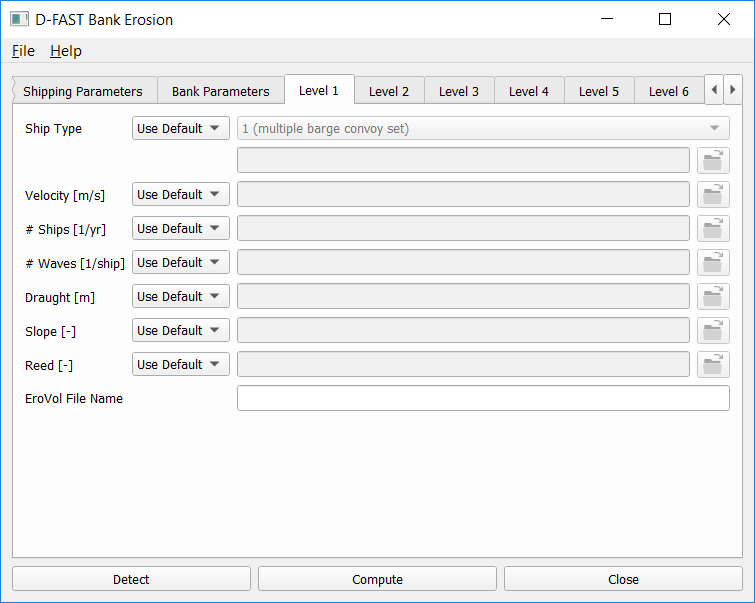 D-FAST Bank Erosion
File Help
Shipping Parameters Bank Parameters Level 1 Level 2 Level 3 Level 4 Level 5 Level 6
Ship Type Use Default 1 (multiple barge convoy set)
Velocity [m/s] Use Default
# Ships [1/yr] Use Default
# Waves [1/ship] Use Default
Draught [m] Use Default
Slope [-] Use Default
Reed [-] Use Default
EroVol File Name
Detect Compute Close